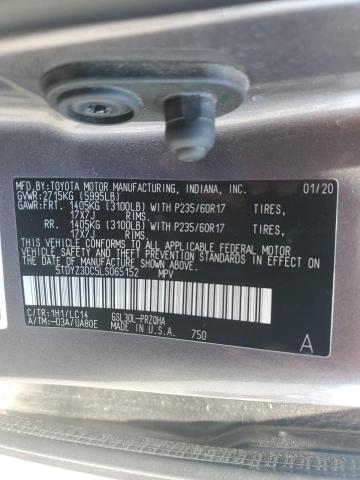 MFD. BY: TOYOTA MOTOR MANUFACTURING, INDIANA, INC. 01/20
GVWR: 2715KG (5995LB)
GAWR: FRT. 1405KG (3100LB) WITH P235/60R17 TIRES,
17X7J RIMS.
RR. 1405KG (3100LB) WITH P235/60R17 TIRES,
17X7J RIMS.
THIS VEHICLE CONFORMS TO ALL APPLICABLE FEDERAL MOTOR
VEHICLE SAFETY AND THEFT PREVENTION STANDARDS IN EFFECT
ON THE DATE OF MANUFACTURE SHOWN ABOVE.
5TDYZ3DC5LS065152 MPV
C/TR: 1H1/LC14 GSL30L-PRZQHA MADE IN U.S.A.
A/TM: -03A/UA80E 750 A